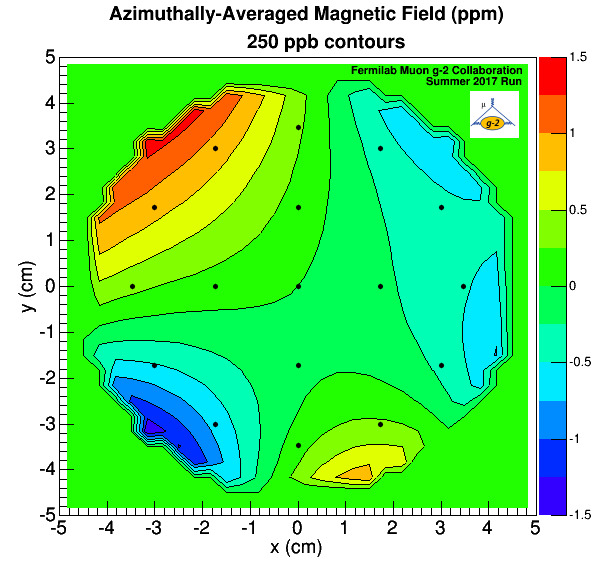 Azimuthally-Averaged Magnetic Field (ppm)
250 ppb contours
Fermilab Muon g-2 Collaboration
Summer 2017 Run
μ
g-2
5
4
3
2
1
0
-1
-2
-3
-4
-5
y (cm)
-5 -4 -3 -2 -1 0 1 2 3 4 5
x (cm)
1.5
1
0.5
0
-0.5
-1
-1.5